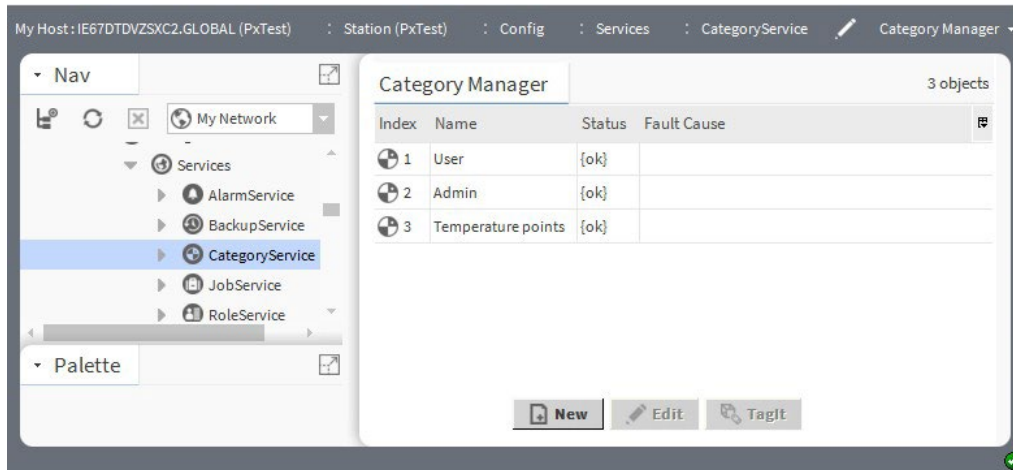 My Host : IE67DTDVZSXC2.GLOBAL (PxTest) : Station (PxTest) : Config : Services : CategoryService Category Manager
Nav
My Network
Services
AlarmService
BackupService
CategoryService
JobService
RoleService
Palette
Category Manager 3 objects
Index Name Status Fault Cause
1 User {ok}
2 Admin {ok}
3 Temperature points {ok}
New Edit TagIt